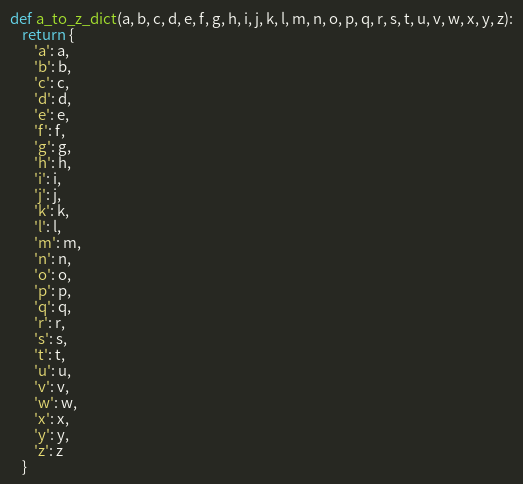 def a_to_z_dict(a, b, c, d, e, f, g, h, i, j, k, l, m, n, o, p, q, r, s, t, u, v, w, x, y, z):
    return {
        'a': a,
        'b': b,
        'c': c,
        'd': d,
        'e': e,
        'f': f,
        'g': g,
        'h': h,
        'i': i,
        'j': j,
        'k': k,
        'l': l,
        'm': m,
        'n': n,
        'o': o,
        'p': p,
        'q': q,
        'r': r,
        's': s,
        't': t,
        'u': u,
        'v': v,
        'w': w,
        'x': x,
        'y': y,
        'z': z
    }